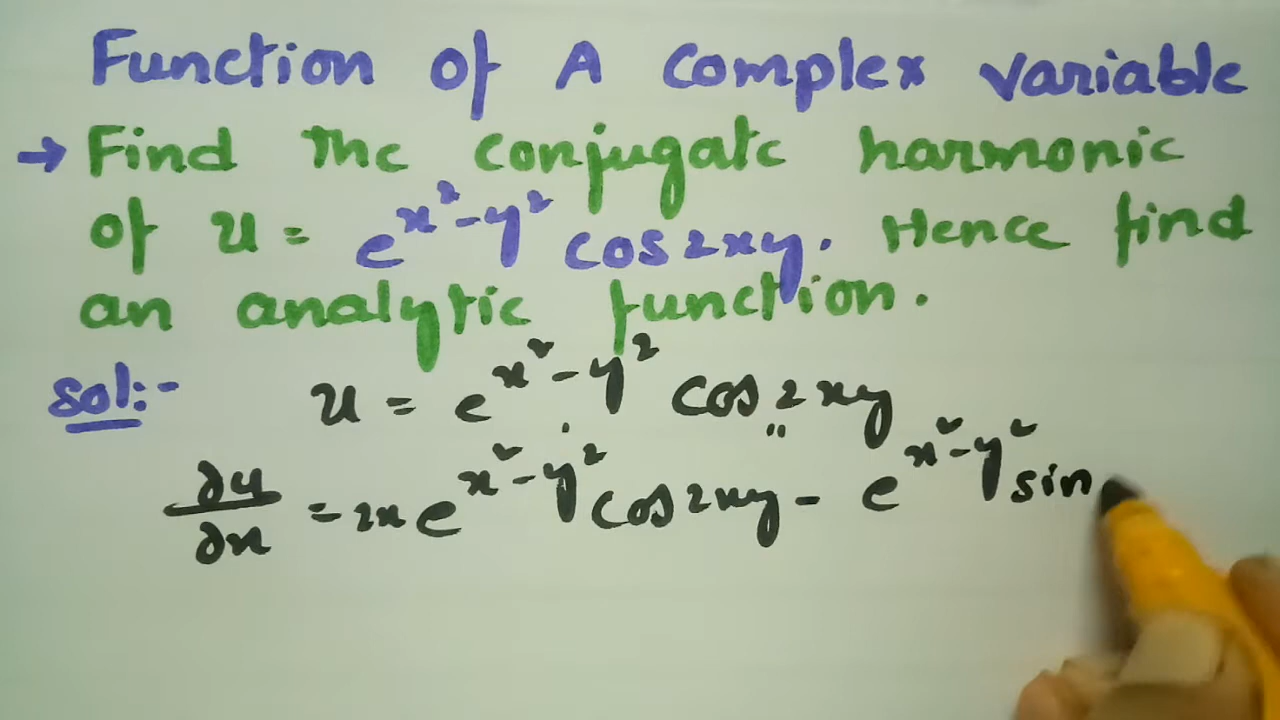 Function of A Complex variable
→ Find The conjugate harmonic
of u = e^{x²-y²} cos2xy. Hence find
an analytic function.
Sol:- u = e^{x²-y²} cos2xy
∂u/∂x = 2x e^{x²-y²} cos2xy - e^{x²-y²} sin